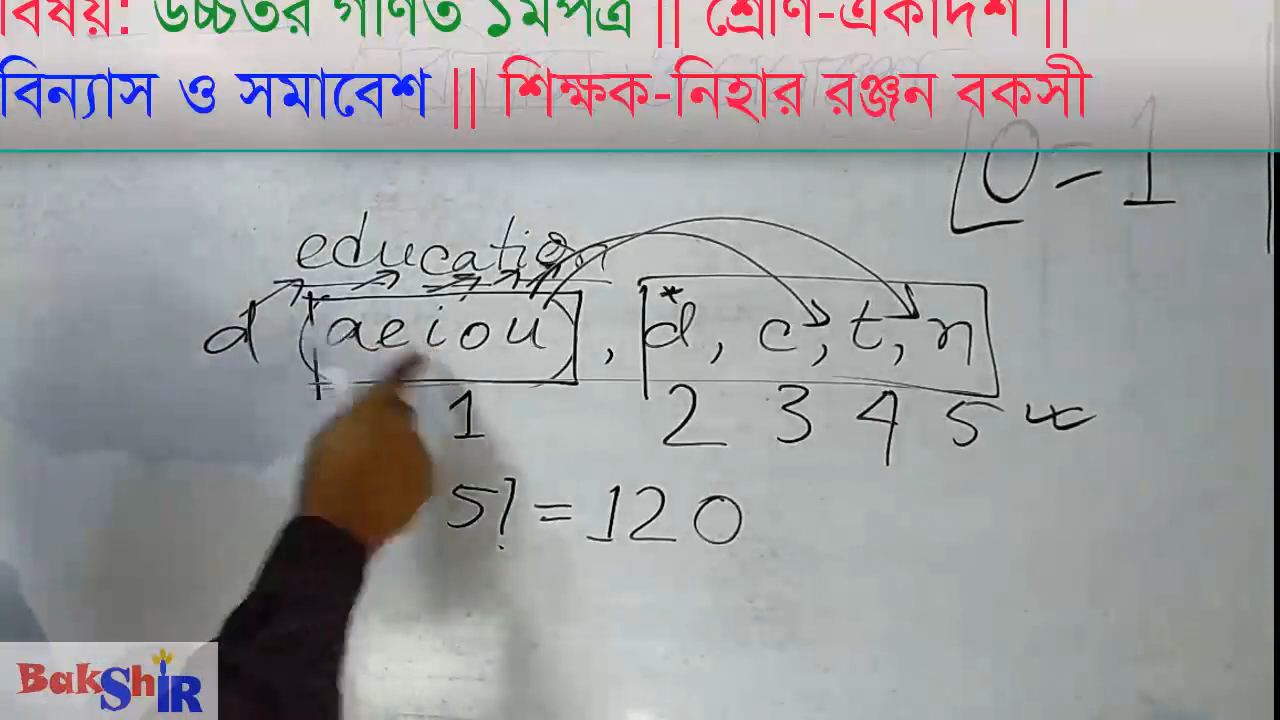 বিষয়: উচ্চতর গণিত ১মপত্র || শ্রেণি-একাদশ ||
বিন্যাস ও সমাবেশ || শিক্ষক-নিহার রঞ্জন বকসী
0 = 1
education
d (aeiou), d, c, t, n
1 2 3 4 5
5! = 120
BakShIR